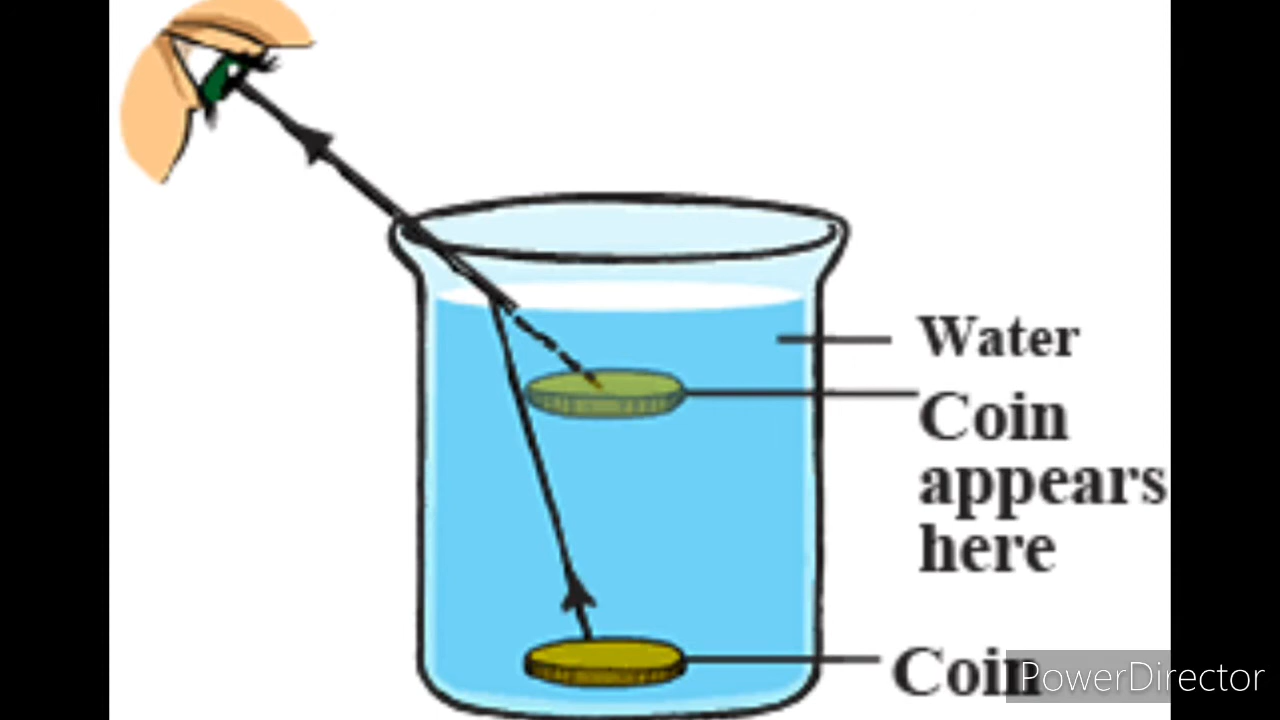 Water
Coin
appears
here
Coin
PowerDirector